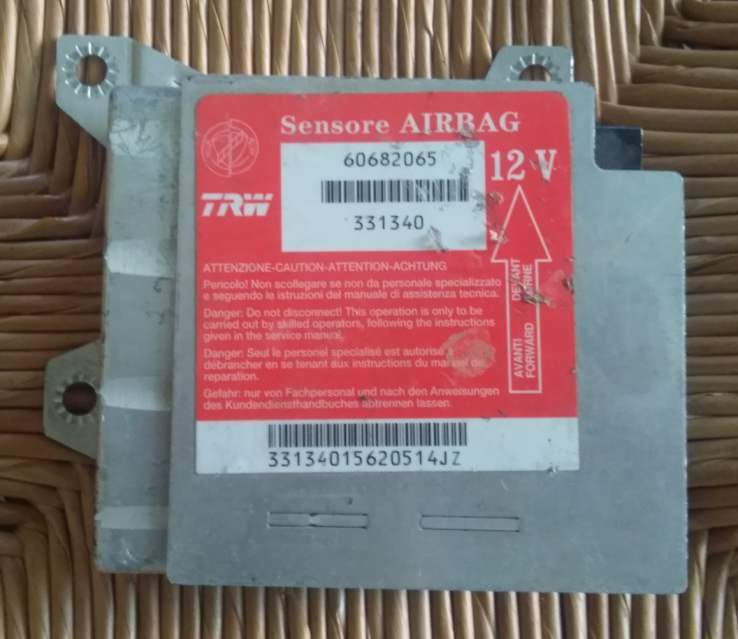 Sensore AIRBAG
60682065
12 V
TRW
331340
ATTENZIONE-CAUTION-ATTENTION-ACHTUNG
Pericolo! Non scollegare se non da personale specializzato
e seguendo le istruzioni del manuale di assistenza tecnica.
Danger: Do not disconnect! This operation is only to be
carried out by skilled operators, following the instructions
given in the service manual.
Danger: Seul le personel specialisé est autorisé à
débrancher en se tenant aux instructions du manuel de
reparation.
Gefahr: nur von Fachpersonal und nach den Anweisungen
des Kundendiensthandbuches abtrennen lassen.
AVANTI DEVANT
FORWARD
33134015620514JZ